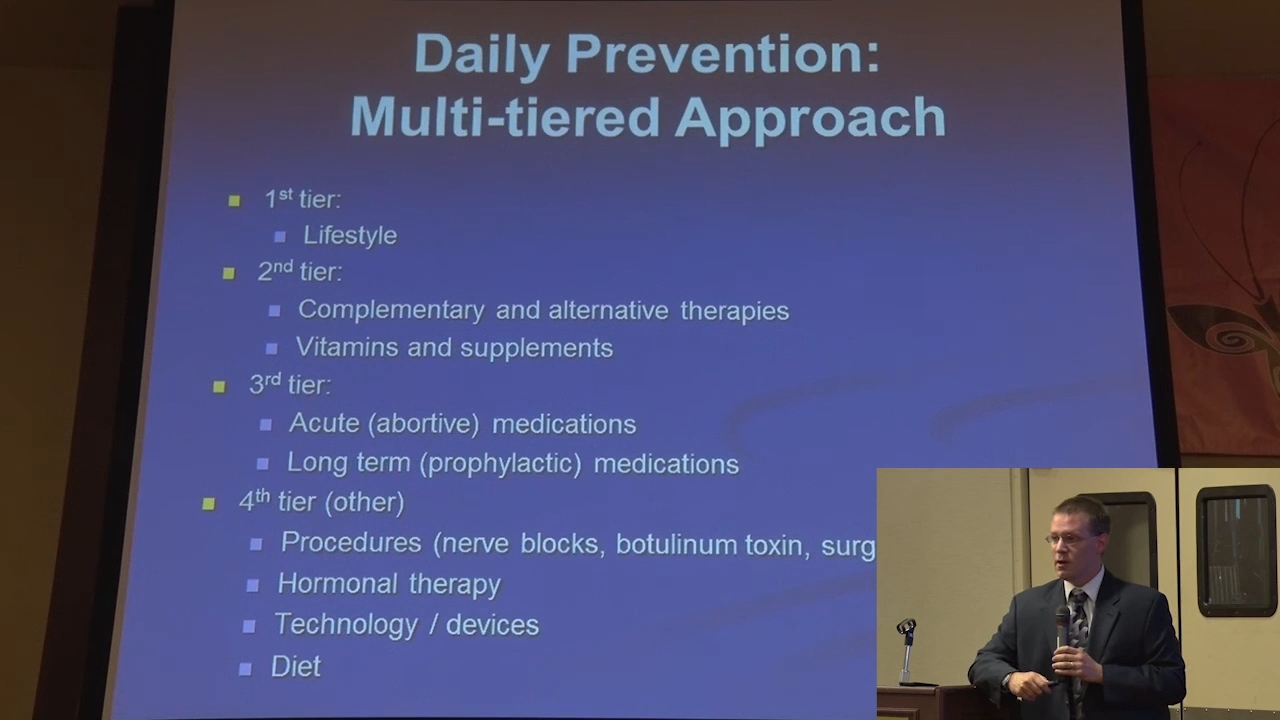 Daily Prevention:
Multi-tiered Approach
1st tier:
Lifestyle
2nd tier:
Complementary and alternative therapies
Vitamins and supplements
3rd tier:
Acute (abortive) medications
Long term (prophylactic) medications
4th tier (other)
Procedures (nerve blocks, botulinum toxin, surg
Hormonal therapy
Technology / devices
Diet